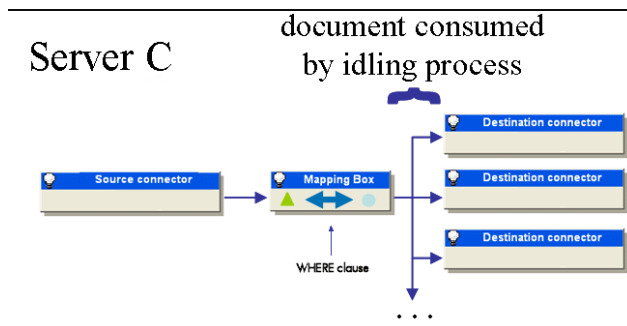 Server C
document consumed
by idling process
Source connector
Mapping Box
Destination connector
Destination connector
Destination connector
WHERE clause
. . .